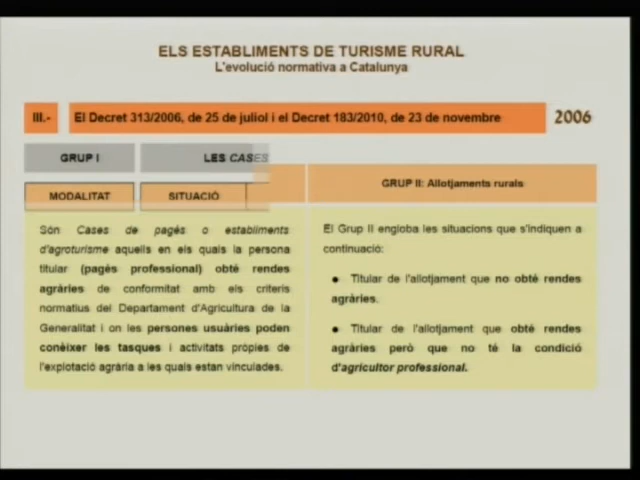 ELS ESTABLIMENTS DE TURISME RURAL
L'evolució normativa a Catalunya
III.- El Decret 313/2006, de 25 de juliol i el Decret 183/2010, de 23 de novembre 2006
GRUP I LES CASES
MODALITAT SITUACIÓ
GRUP II: Allotjaments rurals
Són Cases de pagés o establiments
d'agroturisme aquells en els quals la persona
titular (pagès professional) obté rendes
agràries de conformitat amb els criteris
normatius del Departament d'Agricultura de la
Generalitat i on les persones usuàries poden
conèixer les tasques i activitats pròpies de
l'explotació agrària a les quals estan vinculades.
El Grup II engloba les situacions que s'indiquen a
continuació:
● Titular de l'allotjament que no obté rendes
agràries.
● Titular de l'allotjament que obté rendes
agràries però que no té la condició
d'agricultor professional.